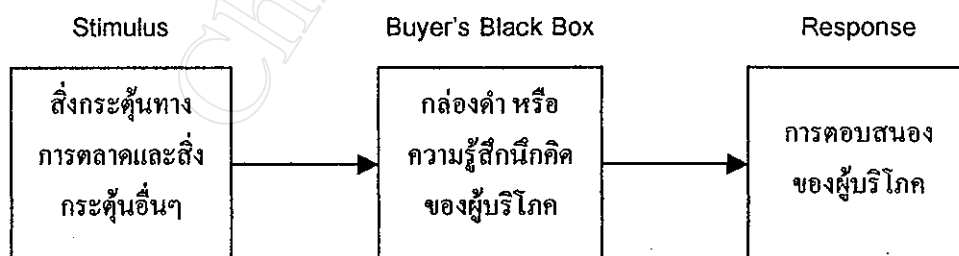 Stimulus
Buyer's Black Box
Response
สิ่งกระตุ้นทาง
การตลาดและสิ่ง
กระตุ้นอื่นๆ
กล่องดำ หรือ
ความรู้สึกนึกคิด
ของผู้บริโภค
การตอบสนอง
ของผู้บริโภค